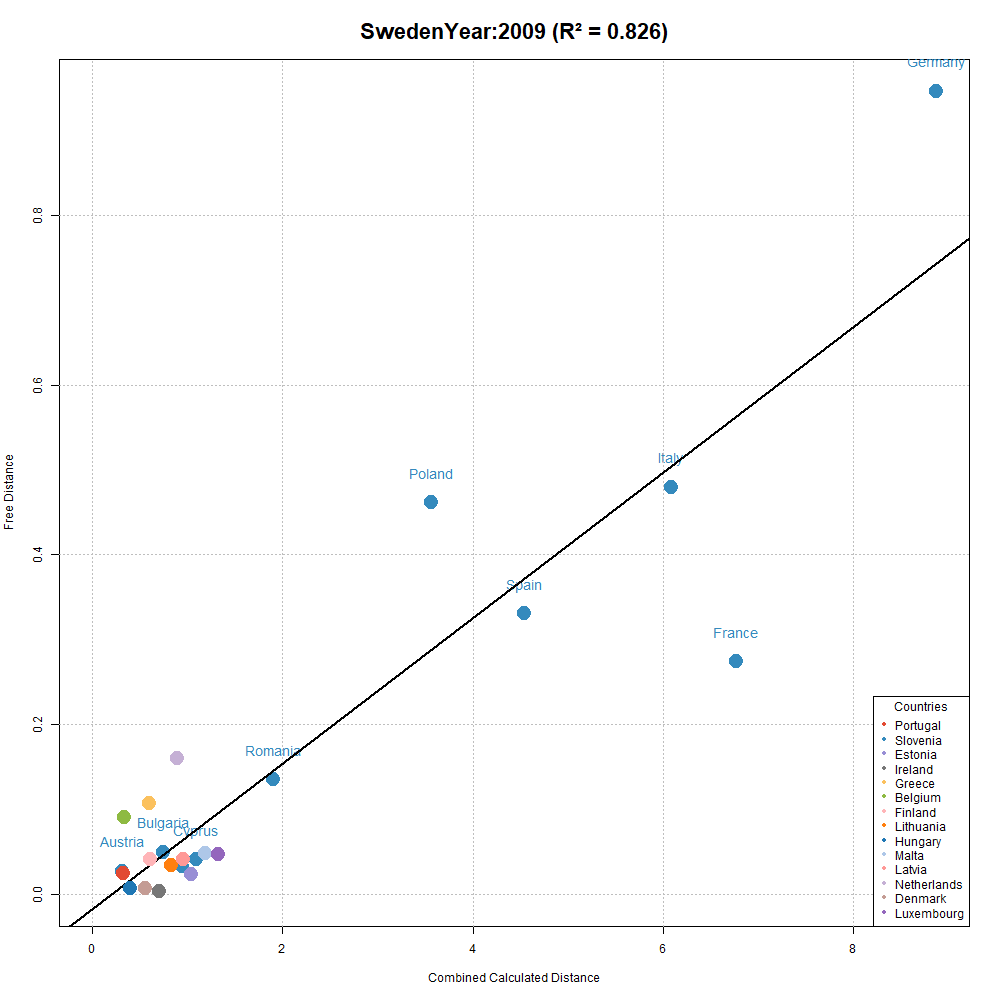 SwedenYear:2009 (R² = 0.826)
Germany
0.8
0.6
Free Distance
Italy
Poland
0.4
Spain
France
0.2
Romania
Bulgaria
Cyprus
Austria
0.0
Countries
Portugal
Slovenia
Estonia
Ireland
Greece
Belgium
Finland
Lithuania
Hungary
Malta
Latvia
Netherlands
Denmark
Luxembourg
0 2 4 6 8
Combined Calculated Distance